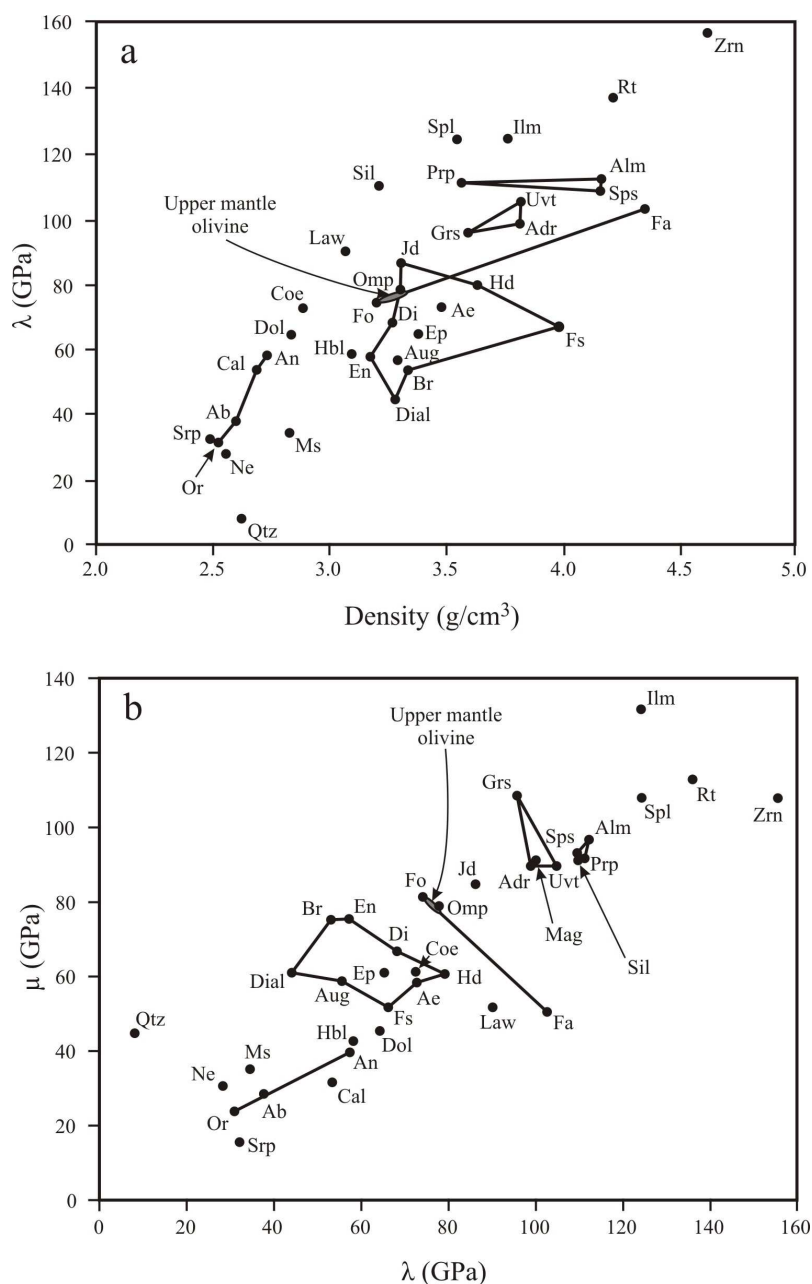 a
160
140
120
100
80
60
40
20
0
λ (GPa)
Zrn
Rt
Spl
Ilm
Sil
Prp
Alm
Sps
Upper mantle
olivine
Uvt
Grs
Adr
Fa
Law
Jd
Omp
Hd
Coe
Fo
Di
Ae
Dol
Ep
Fs
Hbl
Aug
An
Cal
En
Br
Dial
Ab
Srp
Ms
Or
Ne
Qtz
2.0 2.5 3.0 3.5 4.0 4.5 5.0
Density (g/cm³)
b
140
120
100
80
60
40
20
0
μ (GPa)
Ilm
Upper mantle
olivine
Grs
Rt
Spl
Zrn
Sps
Alm
Jd
Adr
Uvt
Prp
Fo
Omp
Mag
Br
En
Sil
Di
Coe
Dial
Ep
Hd
Aug
Ae
Fs
Law
Fa
Qtz
Hbl
Dol
Ms
An
Ne
Cal
Ab
Or
Srp
0 20 40 60 80 100 120 140 160
λ (GPa)